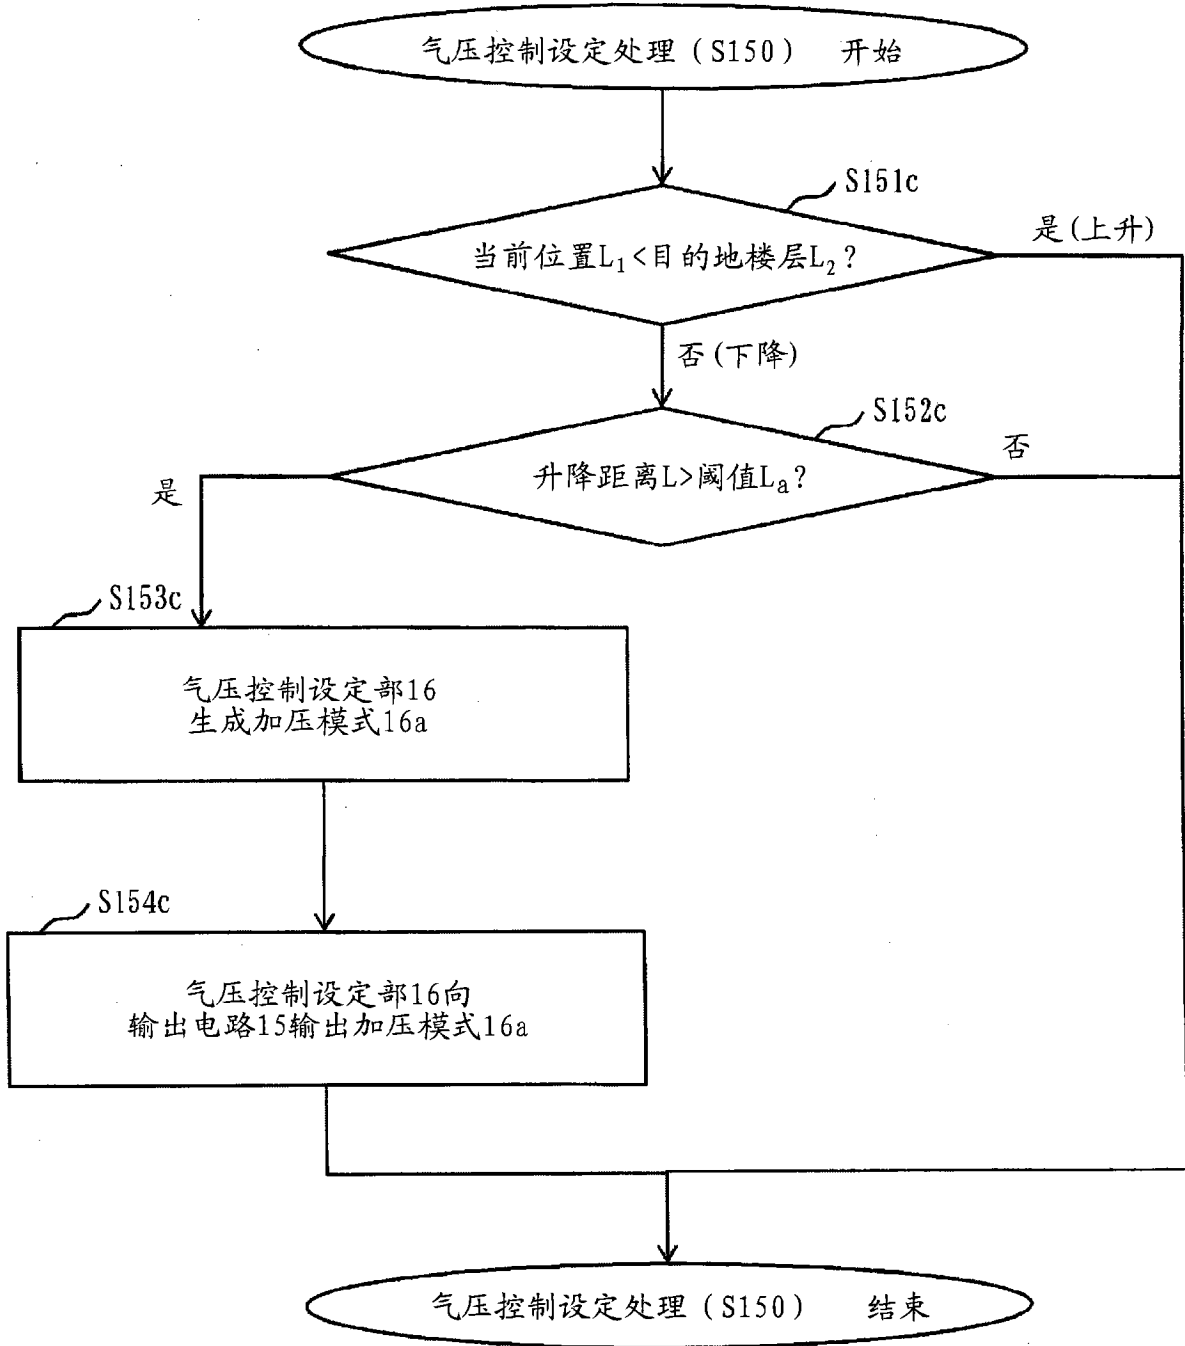 气压控制设定处理(S150) 开始
S151c
当前位置L₁<目的地楼层L₂?
是(上升)
否(下降)
S152c
升降距离L>阈值Lₐ?
否
是
S153c
气压控制设定部16
生成加压模式16a
S154c
气压控制设定部16向
输出电路15输出加压模式16a
气压控制设定处理(S150) 结束